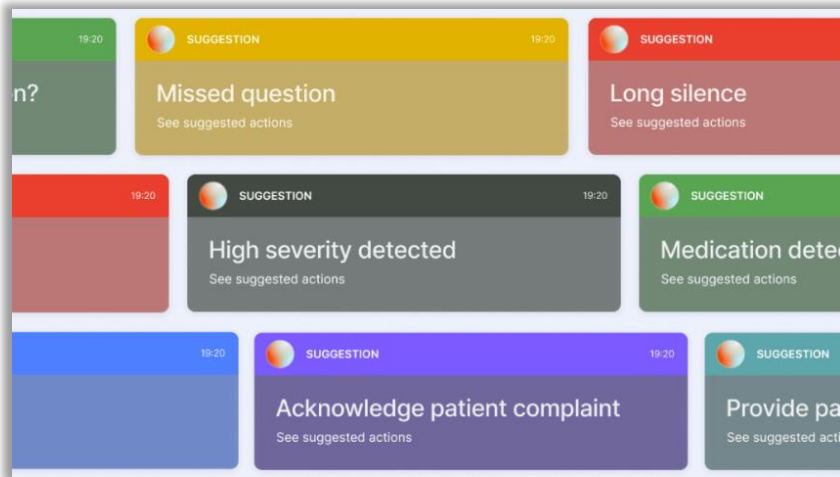 19:20
n?
SUGGESTION 19:20
Missed question
See suggested actions
SUGGESTION
Long silence
See suggested actions
19:20
SUGGESTION 19:20
High severity detected
See suggested actions
SUGGESTION
Medication dete
See suggested actions
19:20
SUGGESTION 19:20
Acknowledge patient complaint
See suggested actions
SUGGESTION
Provide pa
See suggested acti